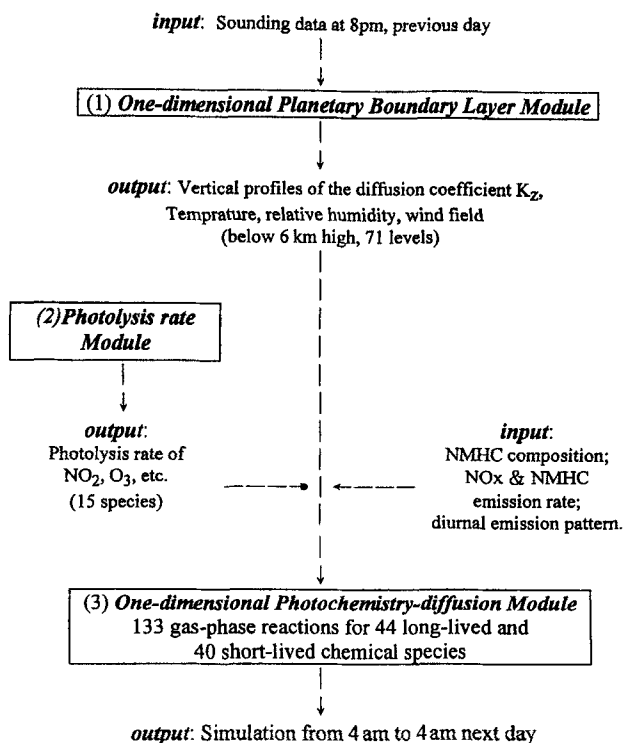 input: Sounding data at 8pm, previous day
(1) One-dimensional Planetary Boundary Layer Module
output: Vertical profiles of the diffusion coefficient KZ,
Temprature, relative humidity, wind field
(below 6 km high, 71 levels)
(2)Photolysis rate
Module
output:
Photolysis rate of
NO2, O3, etc.
(15 species)
input:
NMHC composition;
NOx & NMHC
emission rate;
diurnal emission pattern.
(3) One-dimensional Photochemistry-diffusion Module
133 gas-phase reactions for 44 long-lived and
40 short-lived chemical species
output: Simulation from 4 am to 4 am next day